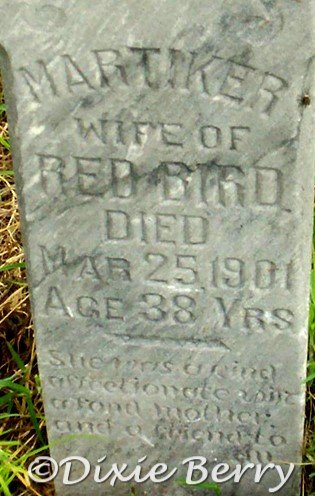 MARTIKER
WIFE OF
RED BIRD.
DIED
MAR 25, 1901
AGE 38 YRS
She was a kind
affectionate wife
a fond mother
and a friend to
©Dixie Berry